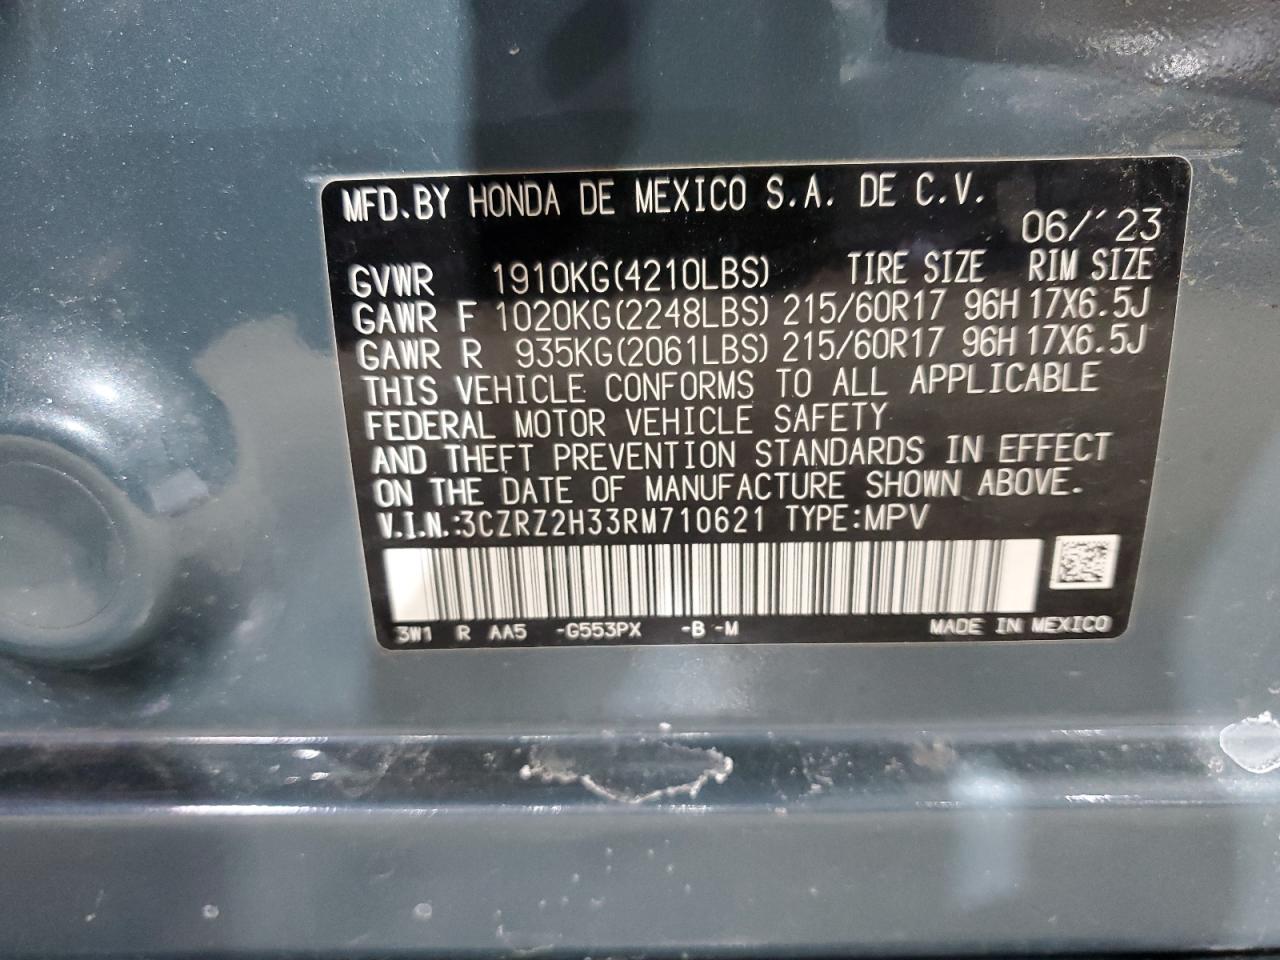 MFD.BY HONDA DE MEXICO S.A. DE C.V.
06/'23
GVWR 1910KG(4210LBS) TIRE SIZE RIM SIZE
GAWR F 1020KG(2248LBS) 215/60R17 96H 17X6.5J
GAWR R 935KG(2061LBS) 215/60R17 96H 17X6.5J
THIS VEHICLE CONFORMS TO ALL APPLICABLE
FEDERAL MOTOR VEHICLE SAFETY
AND THEFT PREVENTION STANDARDS IN EFFECT
ON THE DATE OF MANUFACTURE SHOWN ABOVE.
V.I.N.:3CZRZ2H33RM710621 TYPE:MPV
3W1 R AA5 -G553PX -B -M MADE IN MEXICO